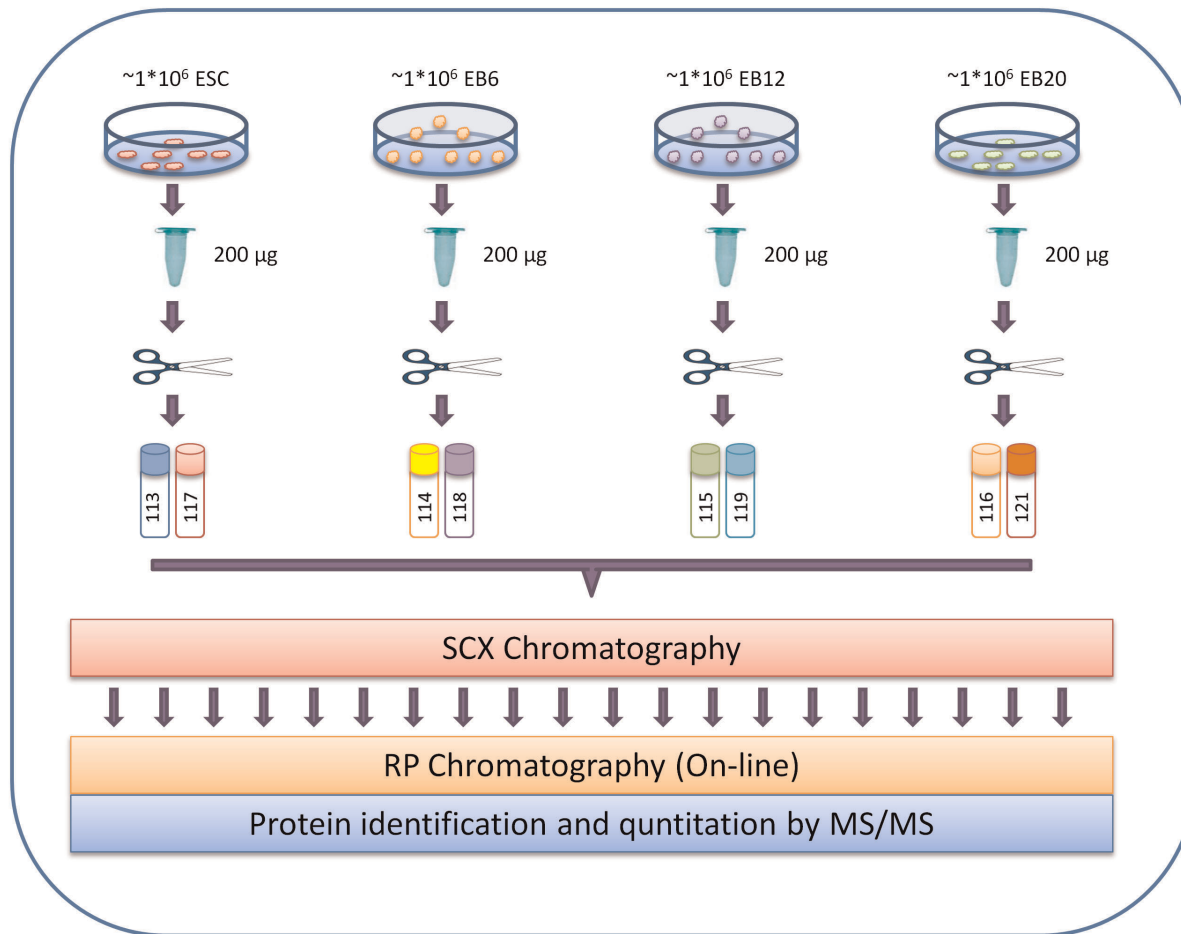 ~1*10⁶ ESC
~1*10⁶ EB6
~1*10⁶ EB12
~1*10⁶ EB20
200 µg
200 µg
200 µg
200 µg
113
117
114
118
115
119
116
121
SCX Chromatography
RP Chromatography (On-line)
Protein identification and quntitation by MS/MS